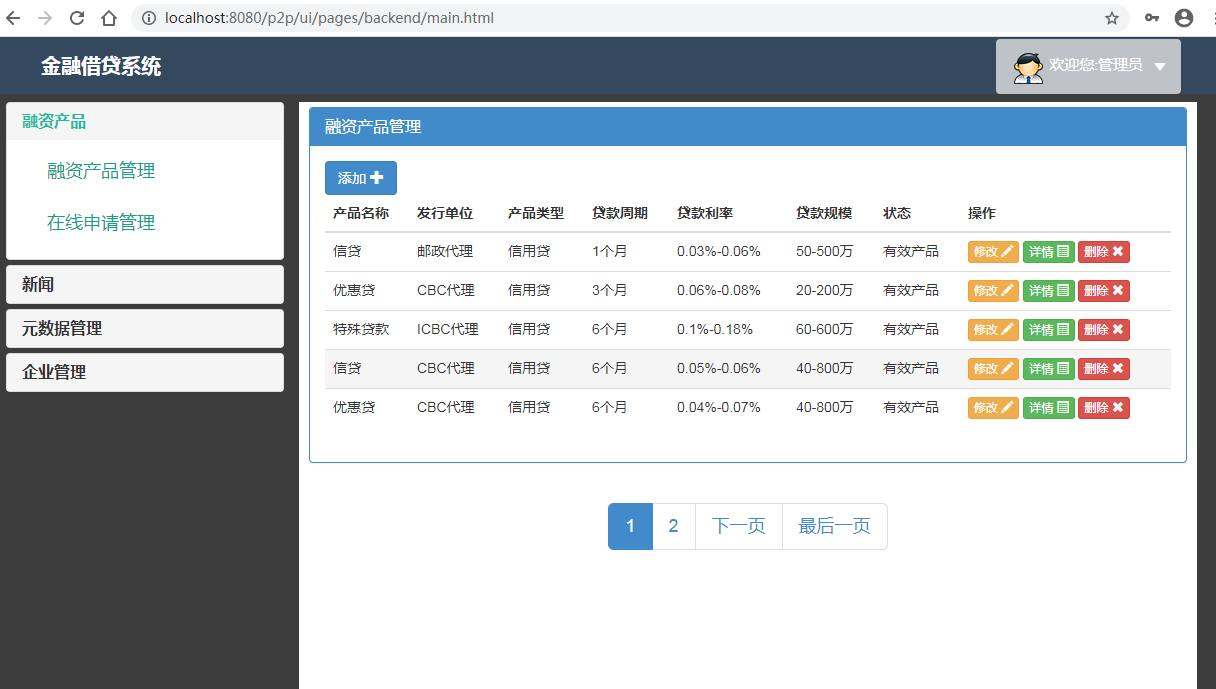 localhost:8080/p2p/ui/pages/backend/main.html
金融借贷系统
欢迎您:管理员
融资产品
融资产品管理
在线申请管理
新闻
元数据管理
企业管理
融资产品管理
添加
产品名称 发行单位 产品类型 贷款周期 贷款利率 贷款规模 状态 操作
信贷 邮政代理 信用贷 1个月 0.03%-0.06% 50-500万 有效产品 修改 详情 删除
优惠贷 CBC代理 信用贷 3个月 0.06%-0.08% 20-200万 有效产品 修改 详情 删除
特殊贷款 ICBC代理 信用贷 6个月 0.1%-0.18% 60-600万 有效产品 修改 详情 删除
信贷 CBC代理 信用贷 6个月 0.05%-0.06% 40-800万 有效产品 修改 详情 删除
优惠贷 CBC代理 信用贷 6个月 0.04%-0.07% 40-800万 有效产品 修改 详情 删除
1 2 下一页 最后一页